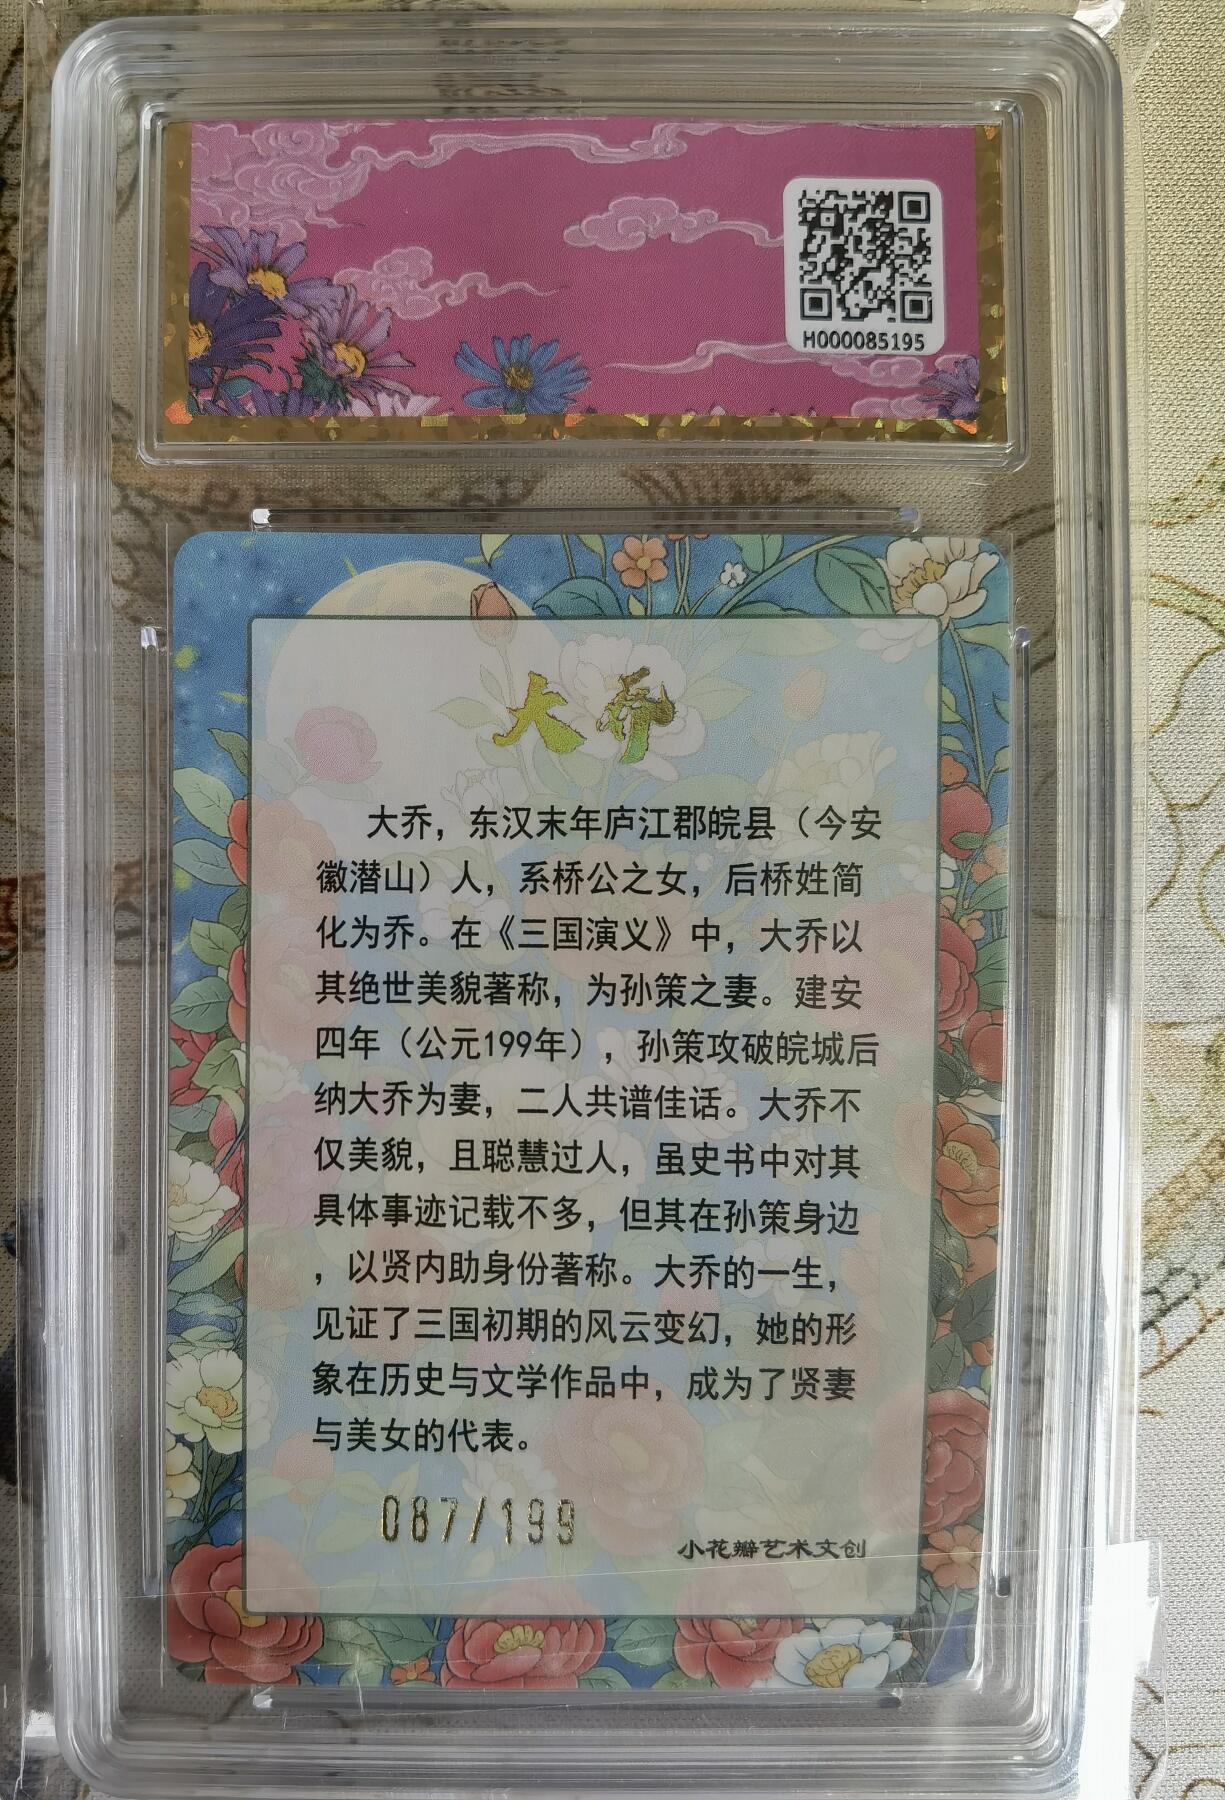 H000085195
大乔
大乔，东汉末年庐江郡皖县（今安
徽潜山）人，系桥公之女，后桥姓简
化为乔。在《三国演义》中，大乔以
其绝世美貌著称，为孙策之妻。建安
四年（公元199年），孙策攻破皖城后
纳大乔为妻，二人共谱佳话。大乔不
仅美貌，且聪慧过人，虽史书中对其
具体事迹记载不多，但其在孙策身边
，以贤内助身份著称。大乔的一生，
见证了三国初期的风云变幻，她的形
象在历史与文学作品中，成为了贤妻
与美女的代表。
087/199
小花瓣艺术文创